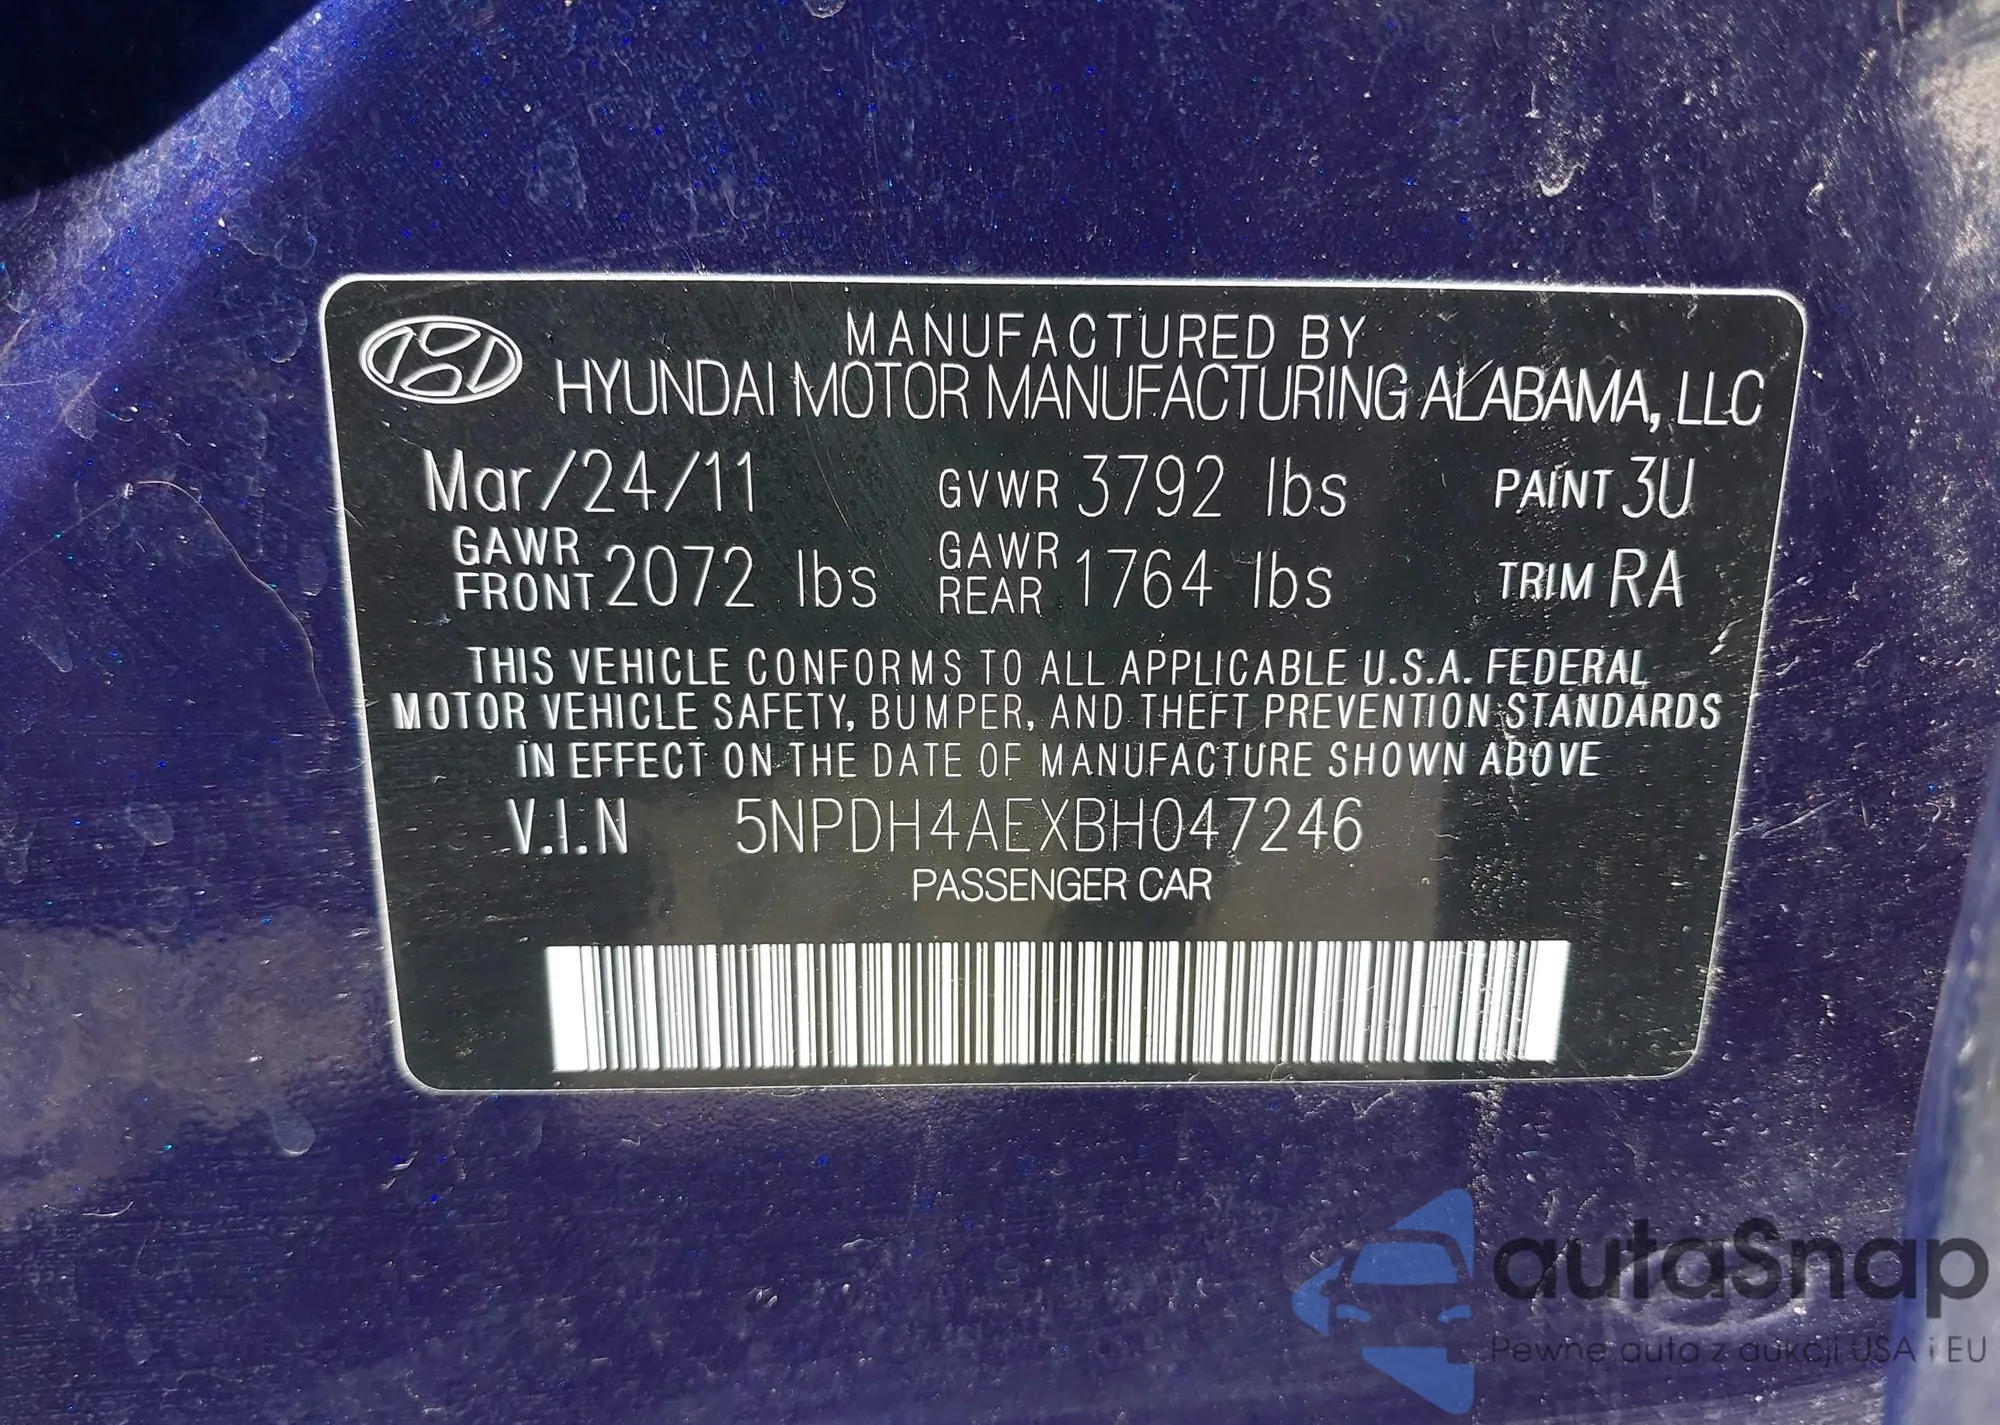 MANUFACTURED BY
HYUNDAI MOTOR MANUFACTURING ALABAMA, LLC
Mar/24/11 GVWR 3792 lbs PAINT 3U
GAWR FRONT 2072 lbs GAWR REAR 1764 lbs TRIM RA
THIS VEHICLE CONFORMS TO ALL APPLICABLE U.S.A. FEDERAL
MOTOR VEHICLE SAFETY, BUMPER, AND THEFT PREVENTION STANDARDS
IN EFFECT ON THE DATE OF MANUFACTURE SHOWN ABOVE
V.I.N 5NPDH4AEXBH047246
PASSENGER CAR
autaSnap
Pewne auta z aukcji USA i EU